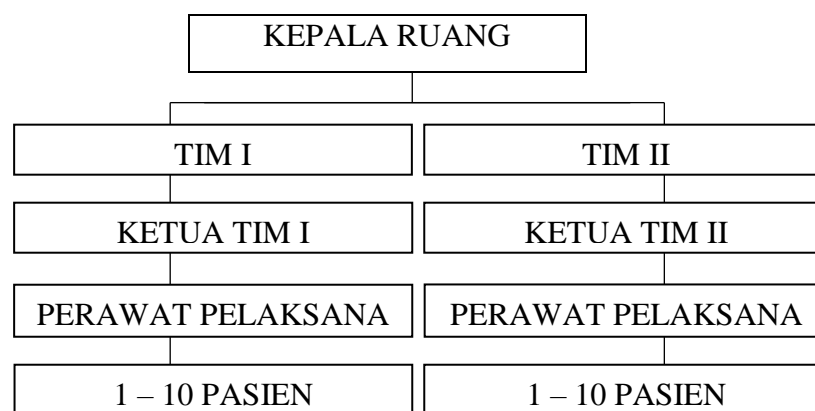 KEPALA RUANG
TIM I
TIM II
KETUA TIM I
KETUA TIM II
PERAWAT PELAKSANA
PERAWAT PELAKSANA
1 – 10 PASIEN
1 – 10 PASIEN